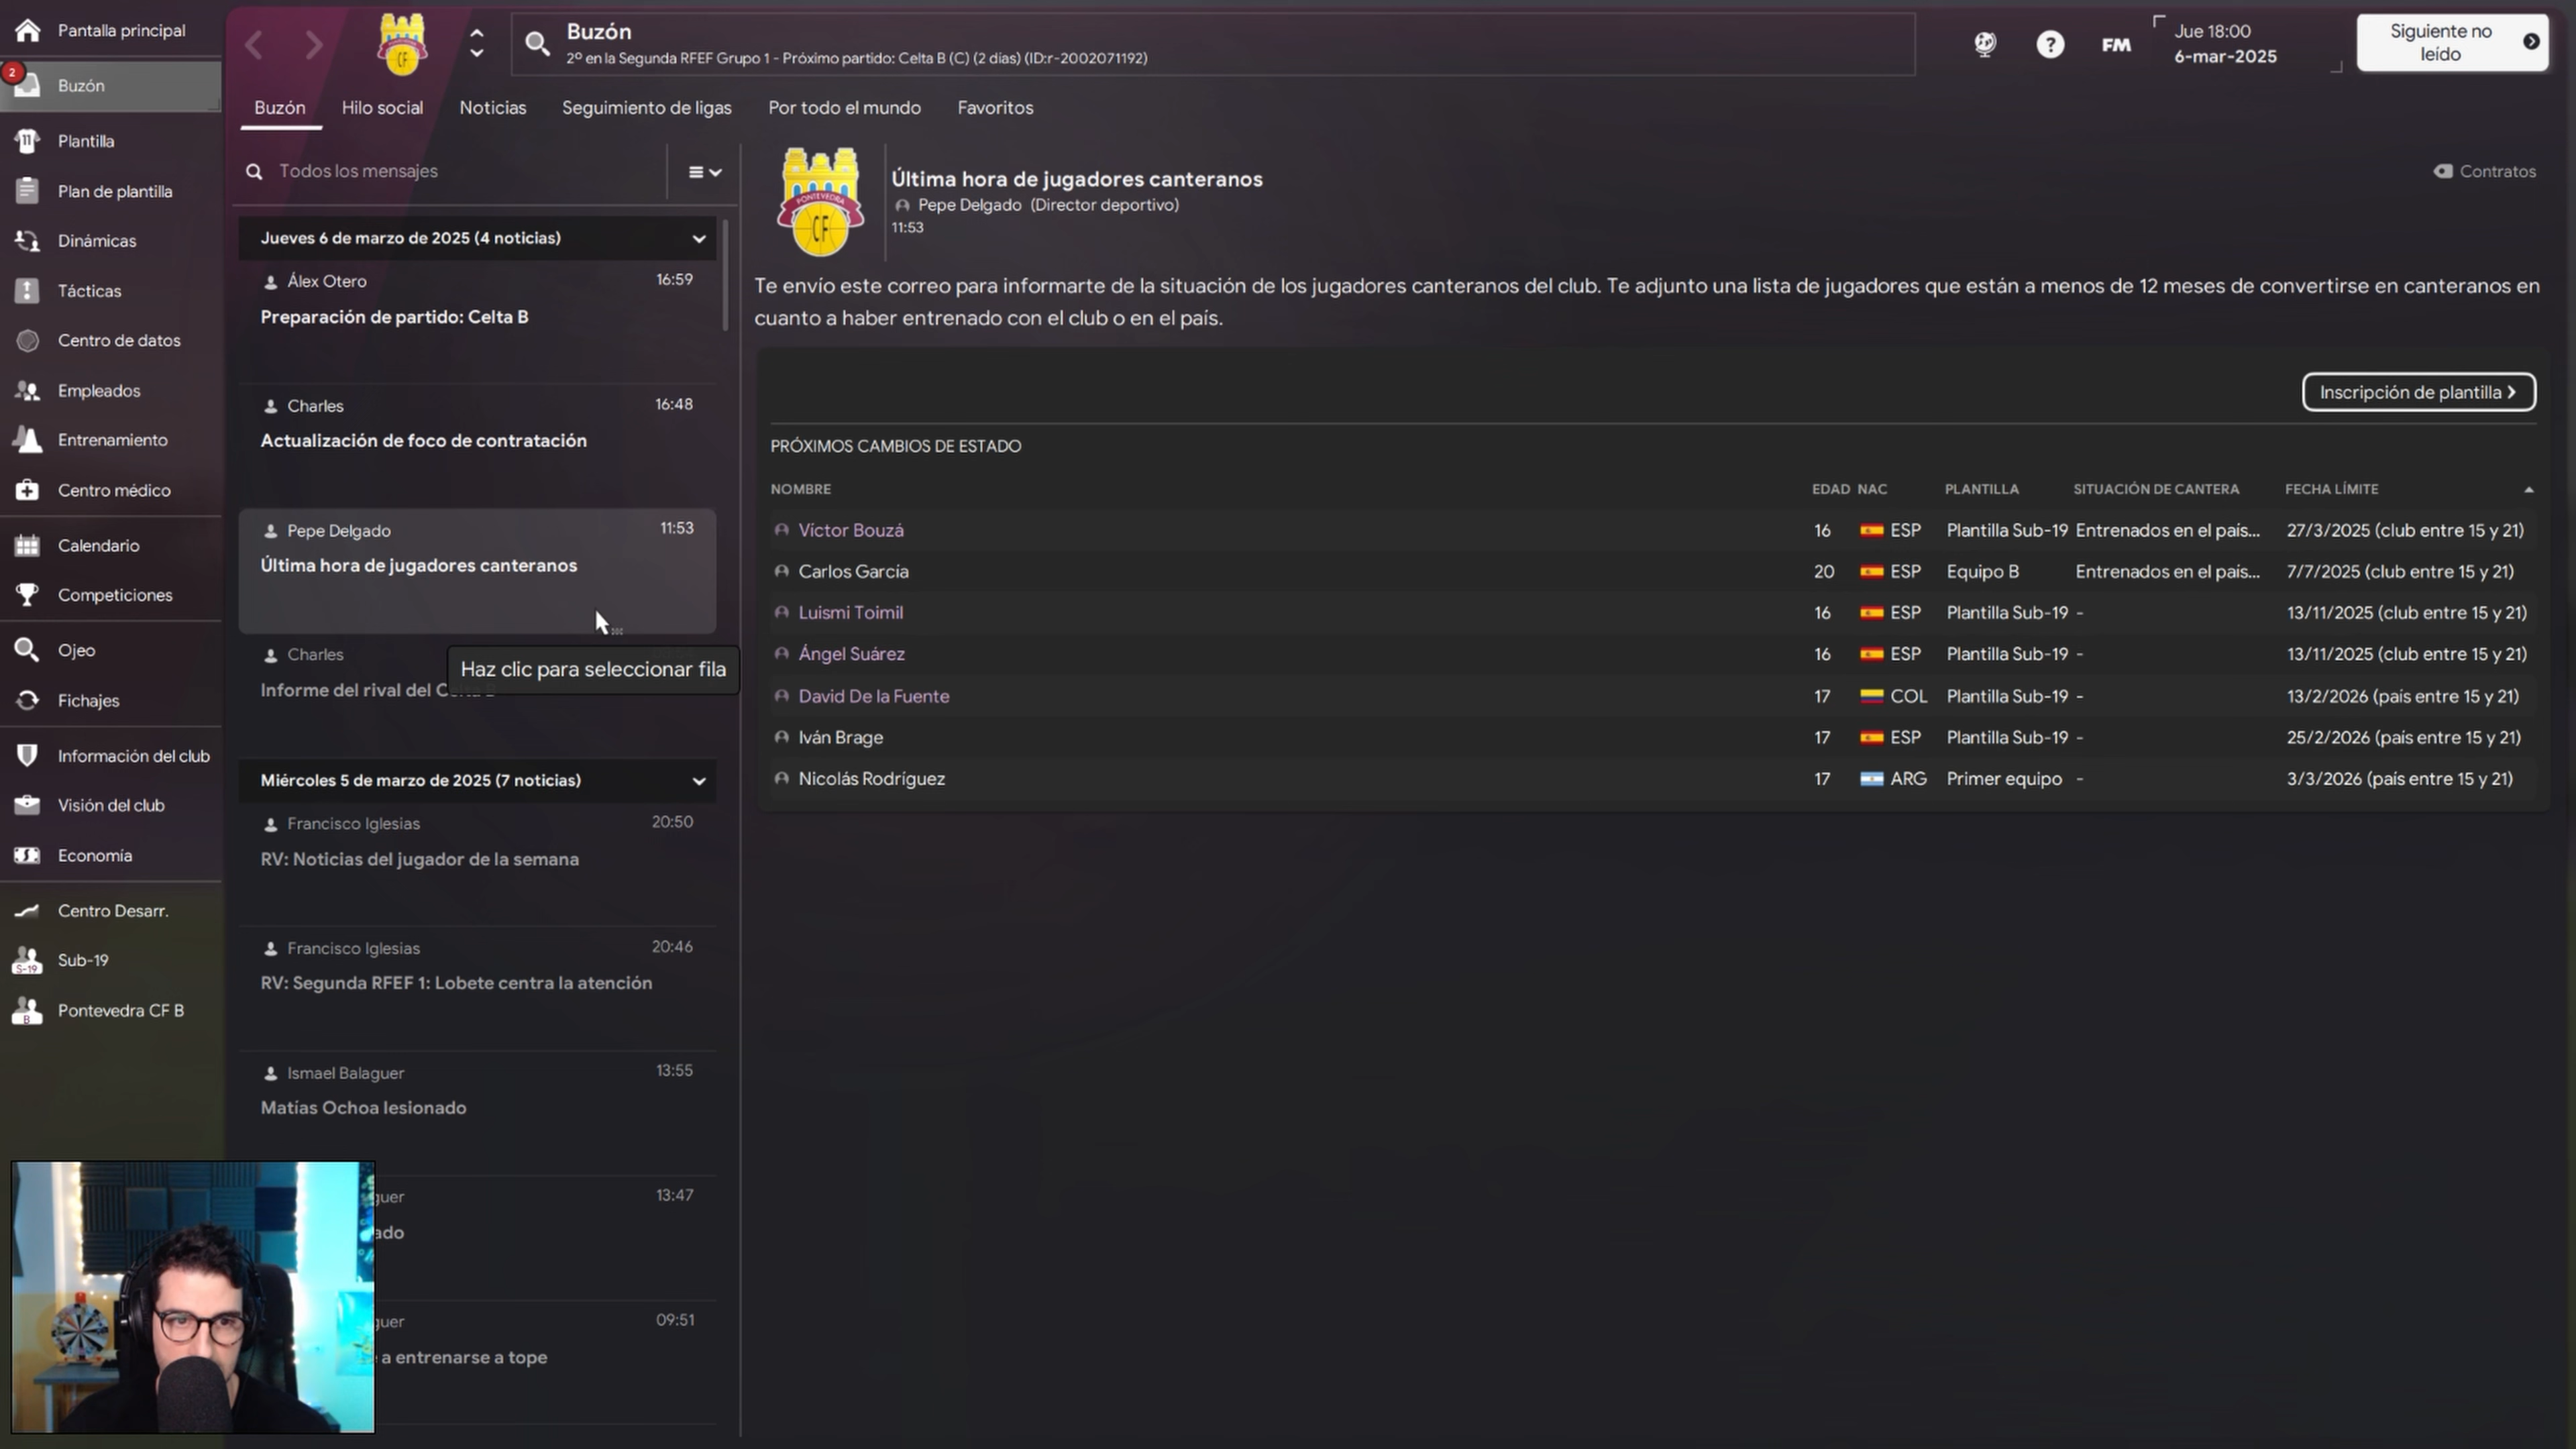 Pantalla principal
2
Buzón
Plantilla
Plan de plantilla
Dinámicas
Tácticas
Centro de datos
Empleados
Entrenamiento
Centro médico
Calendario
Competiciones
Ojeo
Fichajes
Información del club
Visión del club
Economía
Centro Desarr.
S-19
Sub-19
B
Pontevedra CF B
Buzón
2º en la Segunda RFEF Grupo 1 - Próximo partido: Celta B (C) (2 días) (ID:r-2002071192)
FM
Jue 18:00
6-mar-2025
Siguiente no leído
Buzón Hilo social Noticias Seguimiento de ligas Por todo el mundo Favoritos
Todos los mensajes
Jueves 6 de marzo de 2025 (4 noticias)
Álex Otero 16:59
Preparación de partido: Celta B
Charles 16:48
Actualización de foco de contratación
Pepe Delgado 11:53
Última hora de jugadores canteranos
Charles
Informe del rival del
Haz clic para seleccionar fila
Miércoles 5 de marzo de 2025 (7 noticias)
Francisco Iglesias 20:50
RV: Noticias del jugador de la semana
Francisco Iglesias 20:46
RV: Segunda RFEF 1: Lobete centra la atención
Ismael Balaguer 13:55
Matías Ochoa lesionado
guer 13:47
ado
guer 09:51
a entrenarse a tope
PONTEVEDRA
CF
Última hora de jugadores canteranos
Pepe Delgado (Director deportivo)
11:53
Contratos
Te envío este correo para informarte de la situación de los jugadores canteranos del club. Te adjunto una lista de jugadores que están a menos de 12 meses de convertirse en canteranos en
cuanto a haber entrenado con el club o en el país.
Inscripción de plantilla
PRÓXIMOS CAMBIOS DE ESTADO
NOMBRE EDAD NAC PLANTILLA SITUACIÓN DE CANTERA FECHA LÍMITE
Víctor Bouzá 16 ESP Plantilla Sub-19 Entrenados en el país... 27/3/2025 (club entre 15 y 21)
Carlos García 20 ESP Equipo B Entrenados en el país... 7/7/2025 (club entre 15 y 21)
Luismi Toimil 16 ESP Plantilla Sub-19 - 13/11/2025 (club entre 15 y 21)
Ángel Suárez 16 ESP Plantilla Sub-19 - 13/11/2025 (club entre 15 y 21)
David De la Fuente 17 COL Plantilla Sub-19 - 13/2/2026 (país entre 15 y 21)
Iván Brage 17 ESP Plantilla Sub-19 - 25/2/2026 (país entre 15 y 21)
Nicolás Rodríguez 17 ARG Primer equipo - 3/3/2026 (país entre 15 y 21)